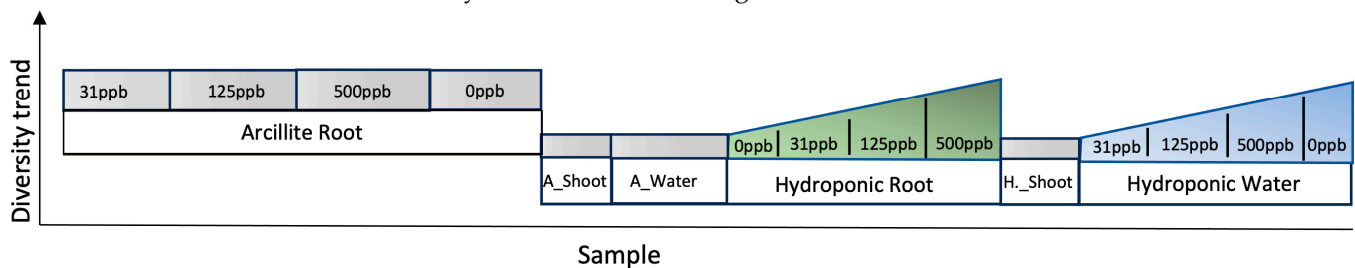 Diversity trend
31ppb 125ppb 500ppb 0ppb
Arcillite Root
A_Shoot A_Water
0ppb 31ppb 125ppb 500ppb
Hydroponic Root
H._Shoot
31ppb 125ppb 500ppb 0ppb
Hydroponic Water
Sample